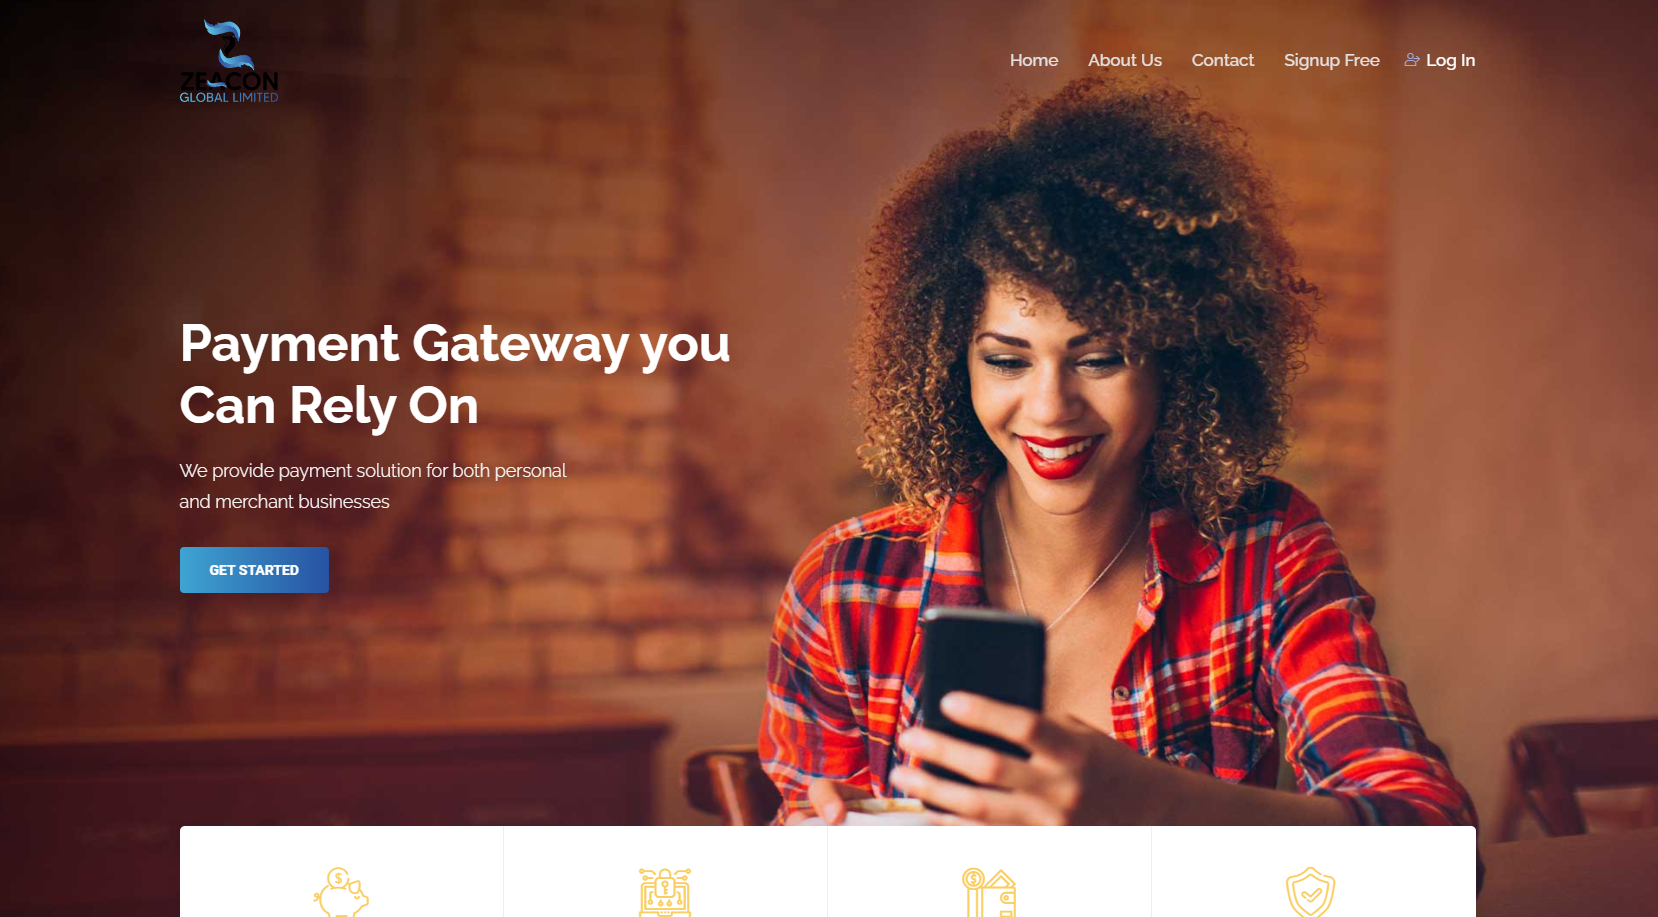 ZEACON
GLOBAL LIMITED
Home
About Us
Contact
Signup Free
Log In
Payment Gateway you
Can Rely On
We provide payment solution for both personal
and merchant businesses
GET STARTED